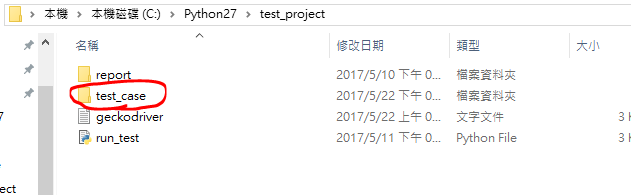 本機 › 本機磁碟 (C:) › Python27 › test_project
名稱 修改日期 類型 大小
report 2017/5/10 下午 0... 檔案資料夾
test_case 2017/5/22 下午 0... 檔案資料夾
geckodriver 2017/5/22 上午 0... 文字文件 3 K
run_test 2017/5/11 下午 0... Python File 3 K
ject